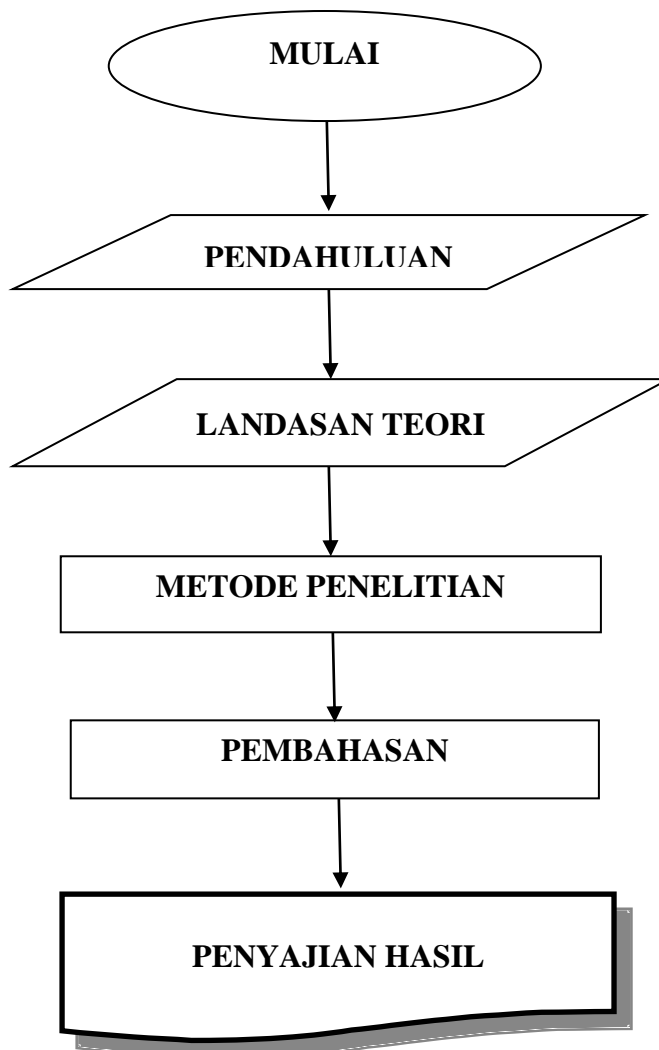 MULAI
PENDAHULUAN
LANDASAN TEORI
METODE PENELITIAN
PEMBAHASAN
PENYAJIAN HASIL